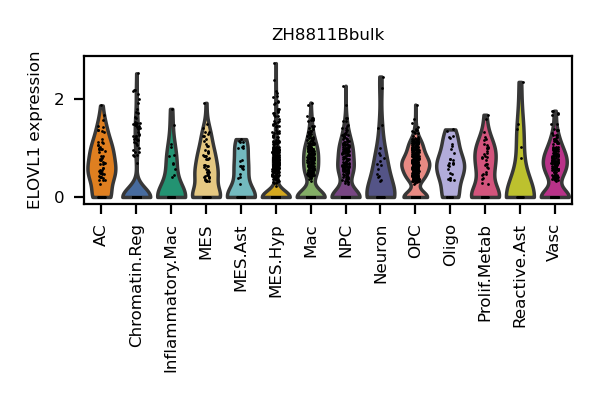 ZH8811Bbulk
ELOVL1 expression
2
0
AC
Chromatin.Reg
Inflammatory.Mac
MES
MES.Ast
MES.Hyp
Mac
NPC
Neuron
OPC
Oligo
Prolif.Metab
Reactive.Ast
Vasc